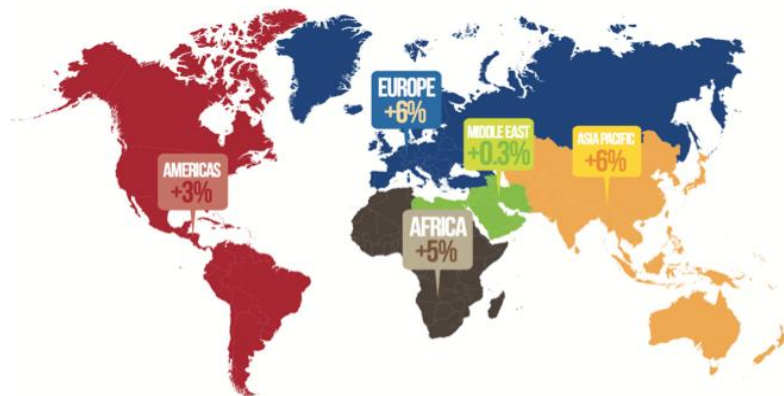 EUROPE
+6%
MIDDLE EAST
+0.3%
ASIA PACIFIC
+6%
AMERICAS
+3%
AFRICA
+5%